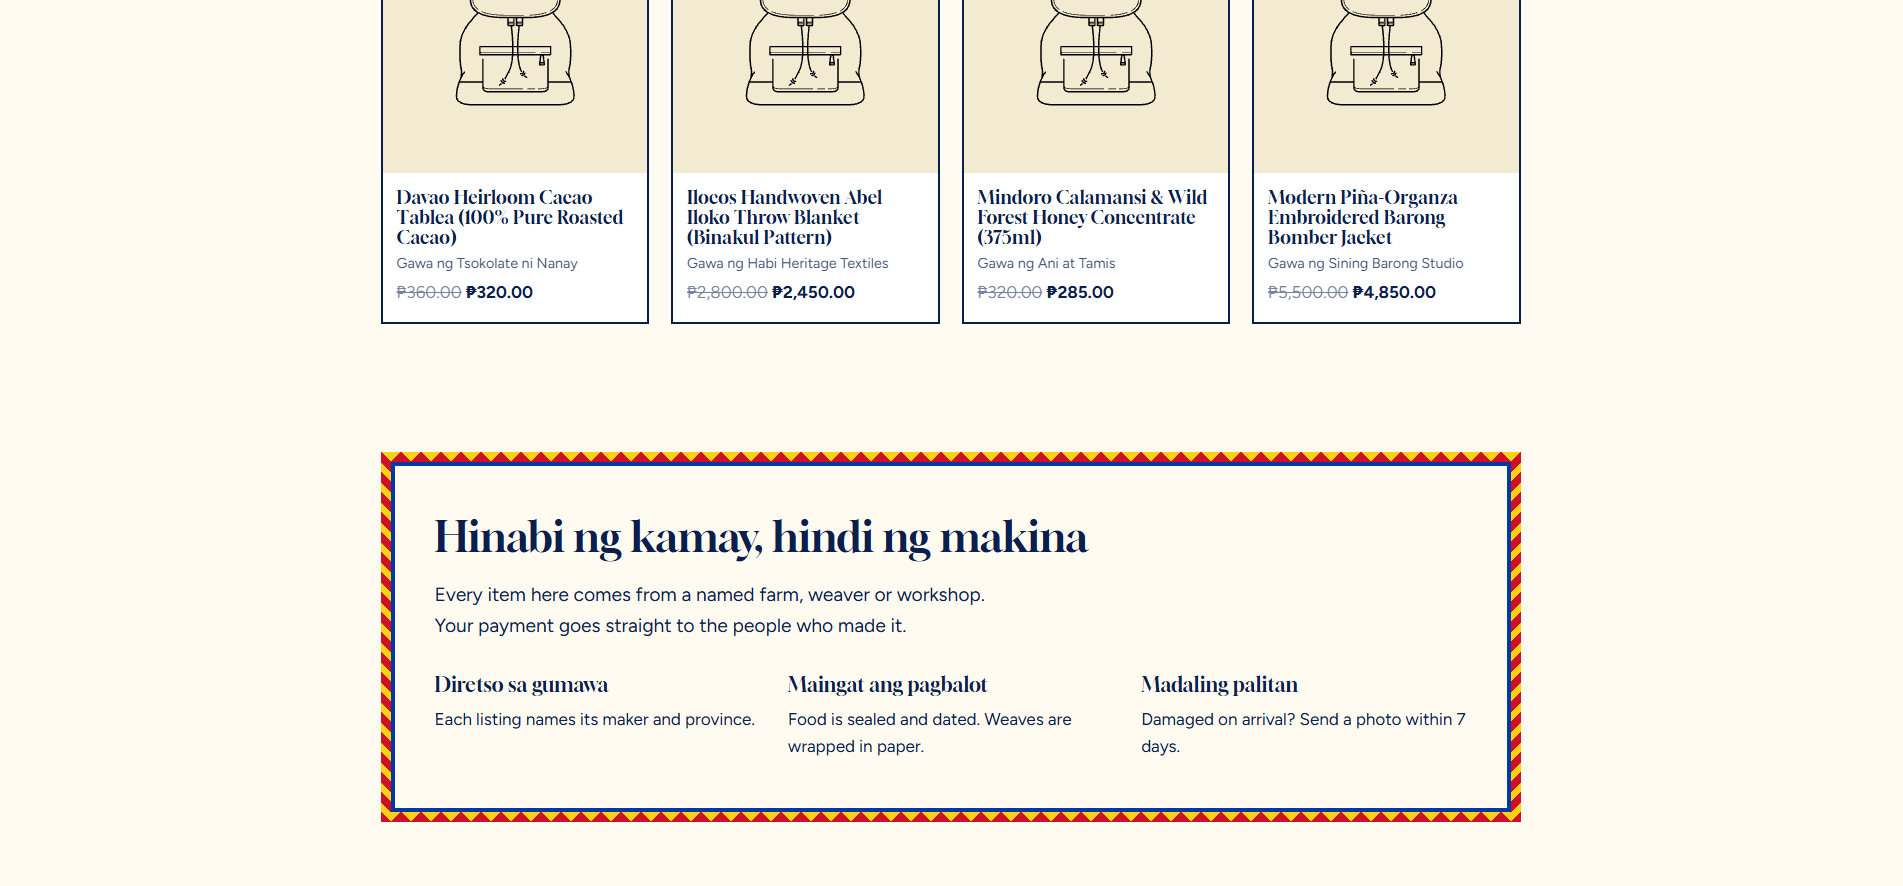 Davao Heirloom Cacao
Tablea (100% Pure Roasted
Cacao)
Gawa ng Tsokolate ni Nanay
₱360.00 ₱320.00
Ilocos Handwoven Abel
Iloko Throw Blanket
(Binakul Pattern)
Gawa ng Habi Heritage Textiles
₱2,800.00 ₱2,450.00
Mindoro Calamansi & Wild
Forest Honey Concentrate
(375ml)
Gawa ng Ani at Tamis
₱320.00 ₱285.00
Modern Piña-Organza
Embroidered Barong
Bomber Jacket
Gawa ng Sining Barong Studio
₱5,500.00 ₱4,850.00
Hinabi ng kamay, hindi ng makina
Every item here comes from a named farm, weaver or workshop.
Your payment goes straight to the people who made it.
Diretso sa gumawa
Each listing names its maker and province.
Maingat ang pagbalot
Food is sealed and dated. Weaves are
wrapped in paper.
Madaling palitan
Damaged on arrival? Send a photo within 7
days.